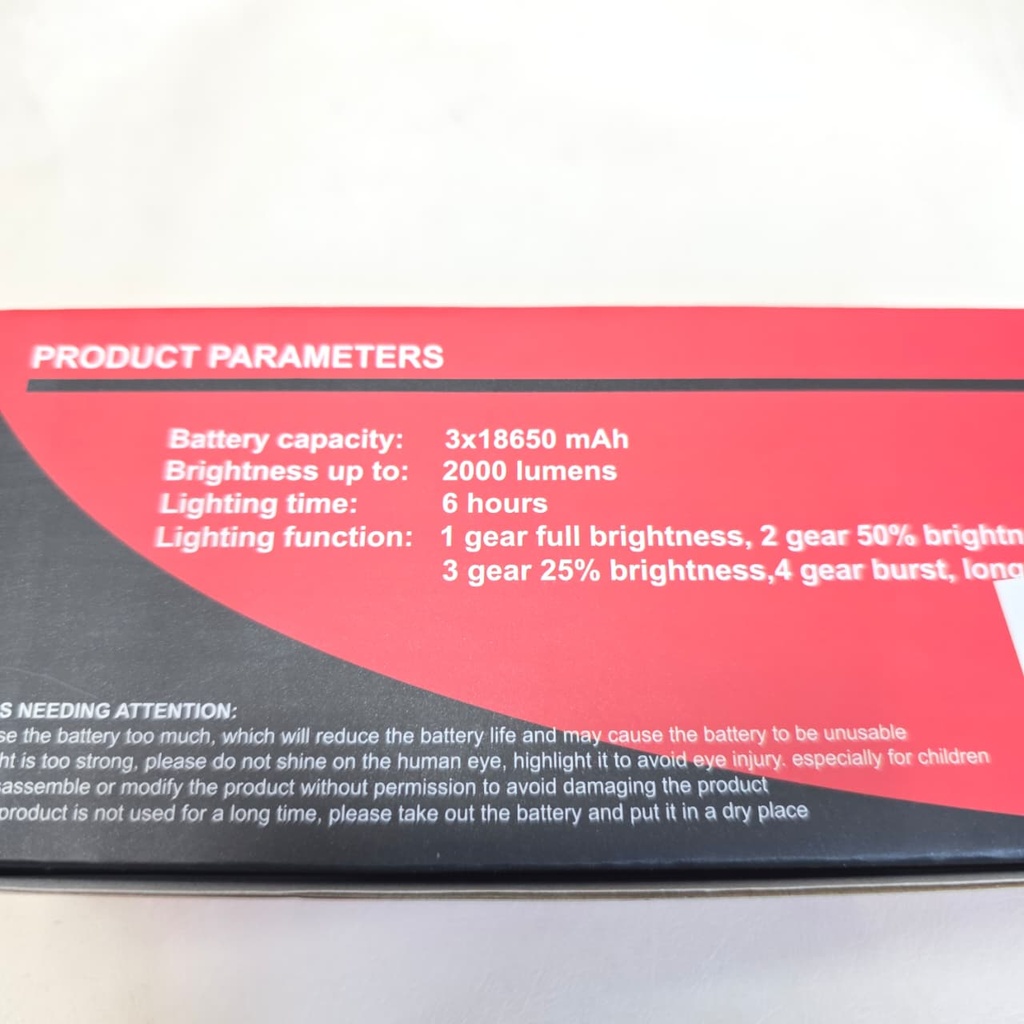 PRODUCT PARAMETERS
Battery capacity: 3x18650 mAh
Brightness up to: 2000 lumens
Lighting time: 6 hours
Lighting function: 1 gear full brightness, 2 gear 50% brightn
3 gear 25% brightness,4 gear burst, long
S NEEDING ATTENTION:
se the battery too much, which will reduce the battery life and may cause the battery to be unusable
ht is too strong, please do not shine on the human eye, highlight it to avoid eye injury. especially for children
sassemble or modify the product without permission to avoid damaging the product
product is not used for a long time, please take out the battery and put it in a dry place